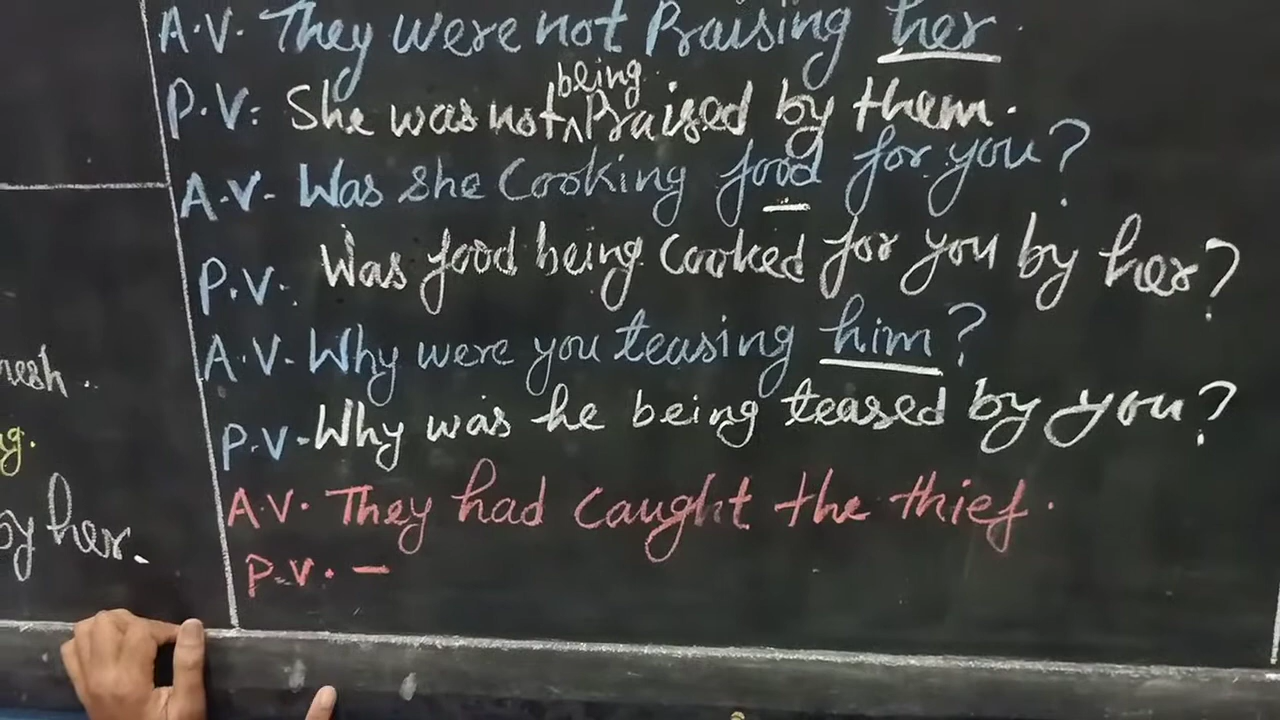 A.V. They were not Praising her.
being
P.V: She was not ^ Praised by them.
A.V- Was she Cooking food for you?
P.V: Was food being Cooked for you by her?
A.V- Why were you teasing him?
P.V- Why was he being teased by you?
A.V. They had Caught the thief.
P.V. -
resh.
g.
by her.